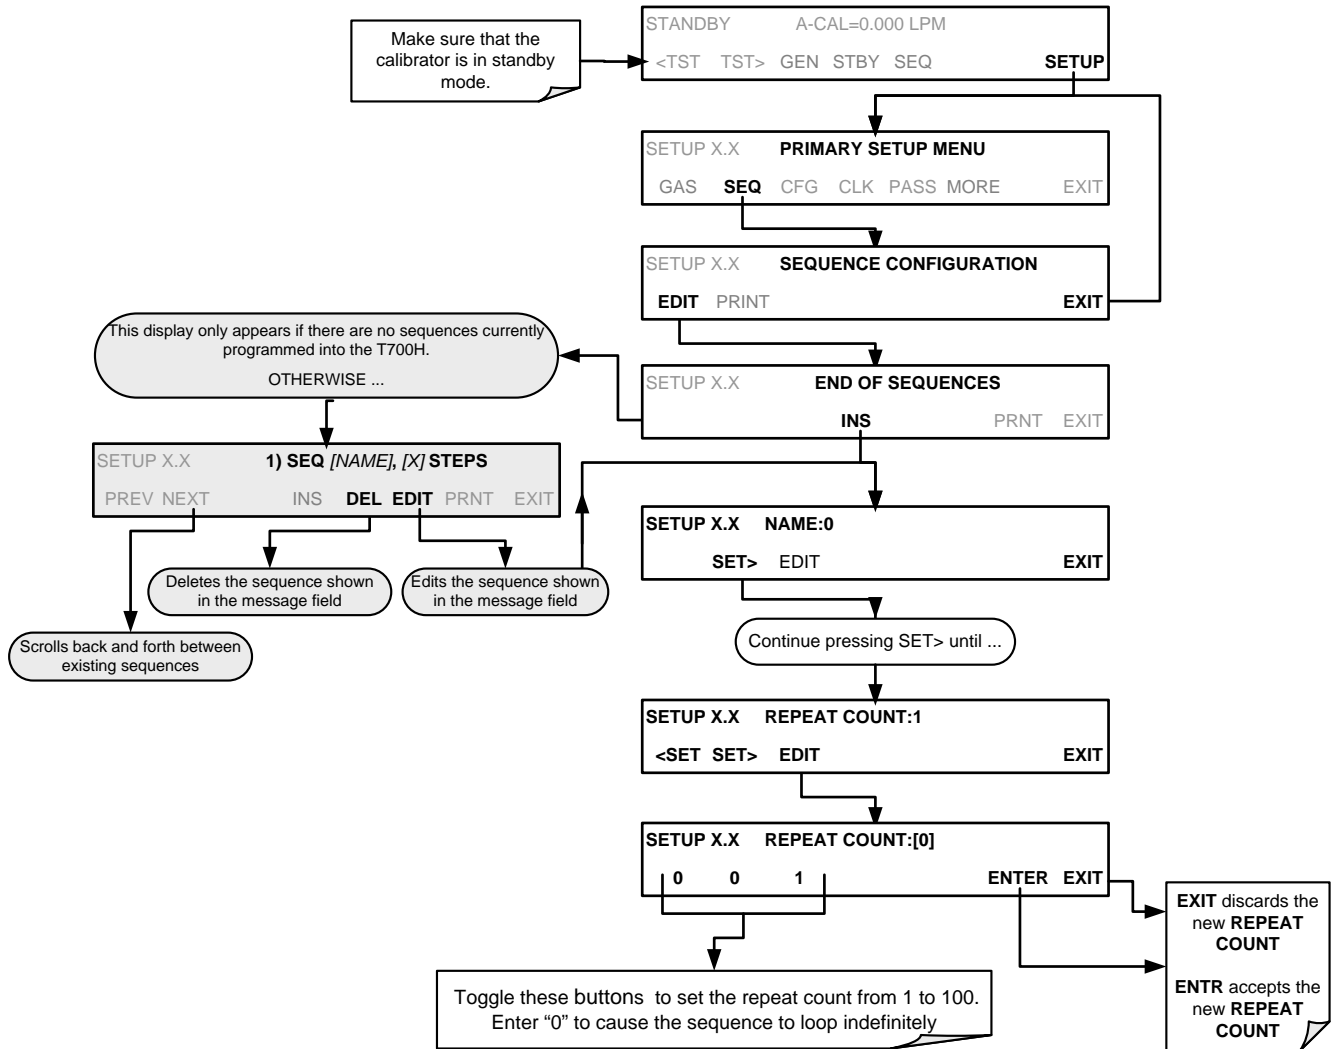 Make sure that the
calibrator is in standby
mode.
STANDBY A-CAL=0.000 LPM
<TST TST> GEN STBY SEQ SETUP
SETUP X.X PRIMARY SETUP MENU
GAS SEQ CFG CLK PASS MORE EXIT
SETUP X.X SEQUENCE CONFIGURATION
EDIT PRINT EXIT
This display only appears if there are no sequences currently
programmed into the T700H.
OTHERWISE ...
SETUP X.X END OF SEQUENCES
INS PRNT EXIT
SETUP X.X 1) SEQ [NAME], [X] STEPS
PREV NEXT INS DEL EDIT PRNT EXIT
Deletes the sequence shown
in the message field
Edits the sequence shown
in the message field
Scrolls back and forth between
existing sequences
SETUP X.X NAME:0
SET> EDIT EXIT
Continue pressing SET> until ...
SETUP X.X REPEAT COUNT:1
<SET SET> EDIT EXIT
SETUP X.X REPEAT COUNT:[0]
0 0 1 ENTER EXIT
EXIT discards the
new REPEAT
COUNT
ENTR accepts the
new REPEAT
COUNT
Toggle these buttons to set the repeat count from 1 to 100.
Enter “0” to cause the sequence to loop indefinitely